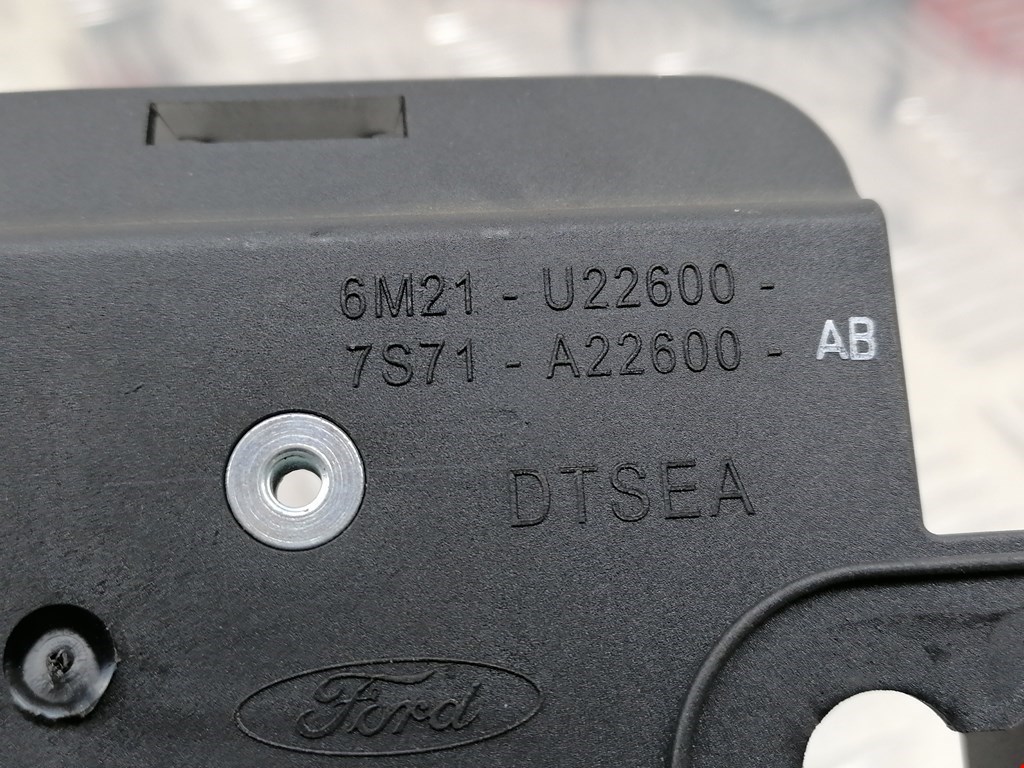 6M21 - U22600 -
7S71 - A22600 - AB
DTSEA
Ford